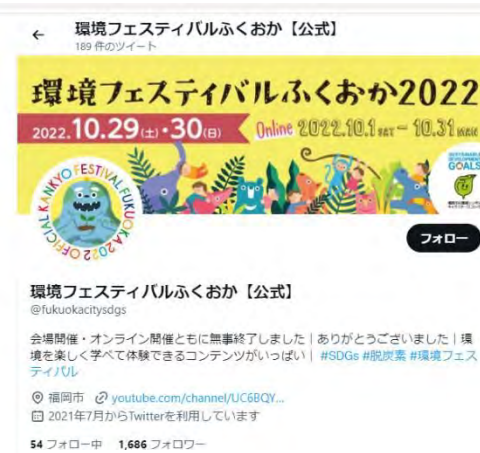 環境フェスティバルふくおか【公式】
189 件のツイート
環境フェスティバルふくおか2022
2022.10.29(土)・30(日) Online 2022.10.1 SAT – 10.31 MON
SUSTAINABLE
DEVELOPMENT
GOALS
OFFICIAL KANKYO FESTIVAL FUKUOKA 2022
フォロー
環境フェスティバルふくおか【公式】
@fukuokacitysdgs
会場開催・オンライン開催ともに無事終了しました｜ありがとうございました｜環
境を楽しく学べて体験できるコンテンツがいっぱい｜ #SDGs #脱炭素 #環境フェス
ティバル
福岡市 youtube.com/channel/UC6BQY...
2021年7月からTwitterを利用しています
54 フォロー中 1,686 フォロワー